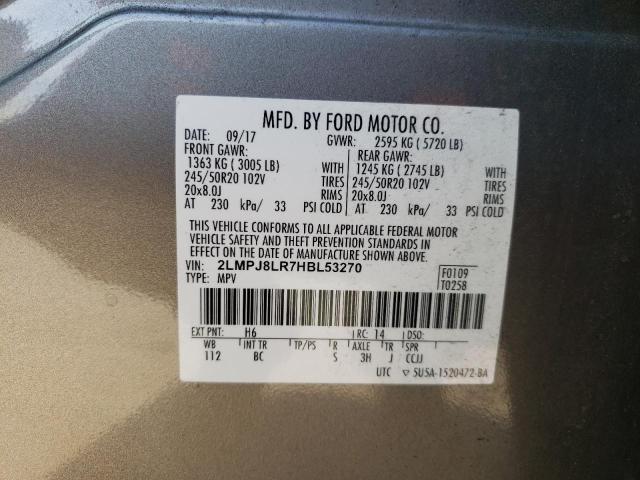 MFD. BY FORD MOTOR CO.
DATE: 09/17 GVWR: 2595 KG ( 5720 LB)
FRONT GAWR: REAR GAWR:
1363 KG ( 3005 LB) WITH 1245 KG ( 2745 LB) WITH
245/50R20 102V TIRES 245/50R20 102V TIRES
20x8.0J RIMS 20x8.0J RIMS
AT 230 kPa/ 33 PSI COLD AT 230 kPa/ 33 PSI COLD
THIS VEHICLE CONFORMS TO ALL APPLICABLE FEDERAL MOTOR
VEHICLE SAFETY AND THEFT PREVENTION STANDARDS IN
EFFECT ON THE DATE OF MANUFACTURE SHOWN ABOVE.
VIN: 2LMPJ8LR7HBL53270 F0109
TYPE: MPV T0258
EXT PNT: H6 RC: 14 DSO:
WB INT TR TP/PS R AXLE TR SPR
112 BC S 3H J CCJJ
UTC ▽ SU5A-1520472-BA